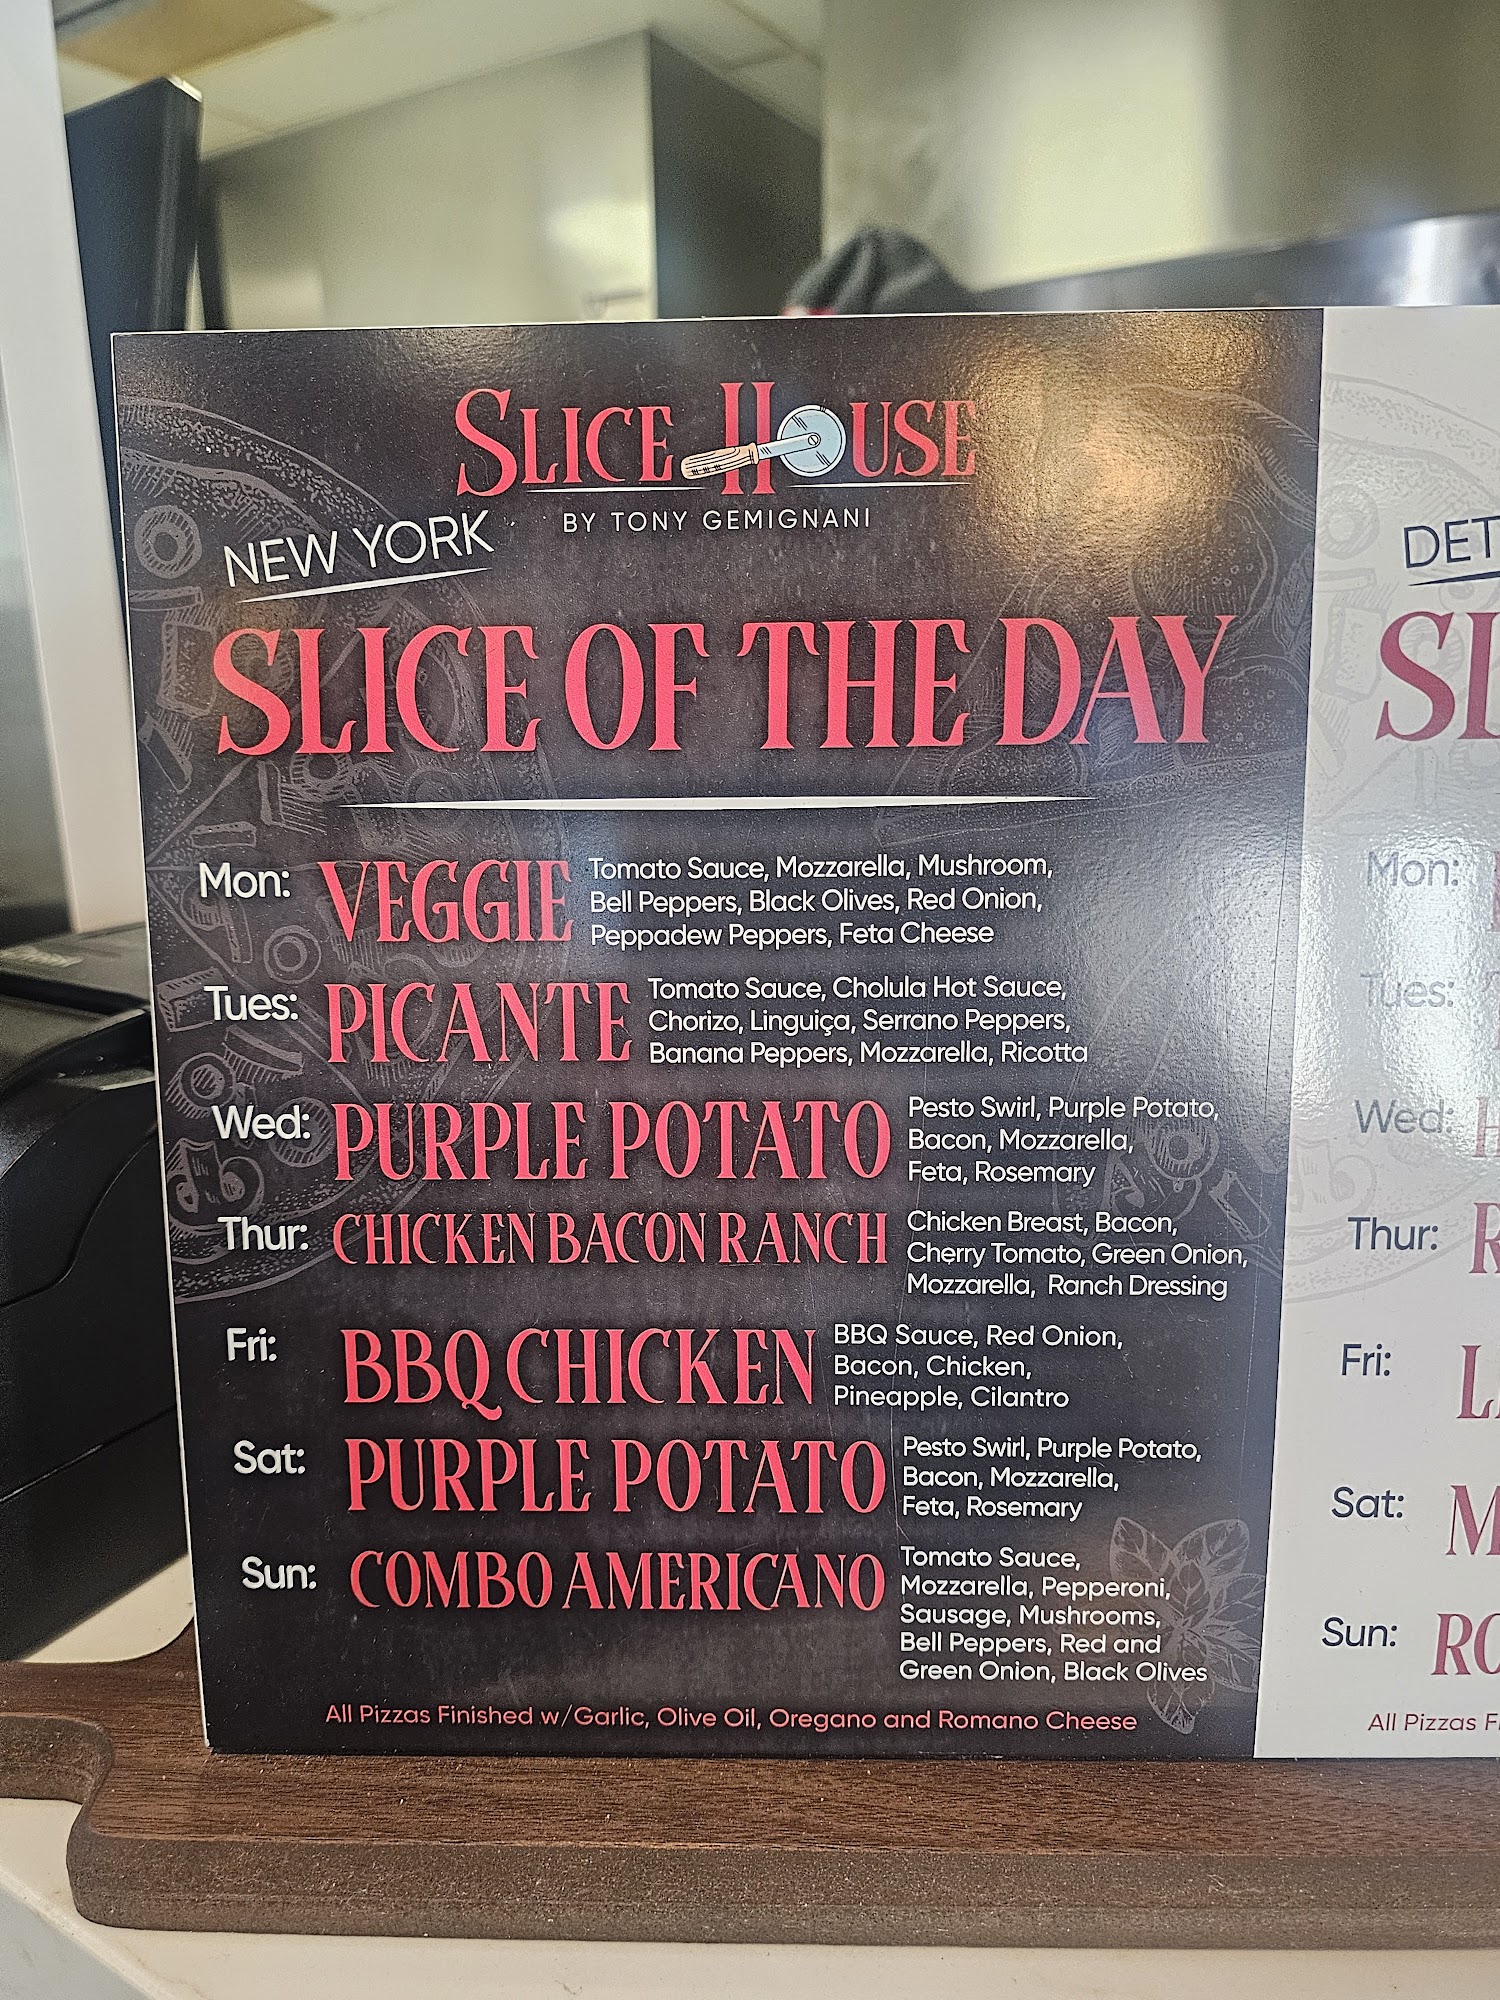 SLICE HOUSE
BY TONY GEMIGNANI
NEW YORK
SLICE OF THE DAY
Mon: VEGGIE
Tomato Sauce, Mozzarella, Mushroom,
Bell Peppers, Black Olives, Red Onion,
Peppadew Peppers, Feta Cheese
Tues: PICANTE
Tomato Sauce, Cholula Hot Sauce,
Chorizo, Linguiça, Serrano Peppers,
Banana Peppers, Mozzarella, Ricotta
Wed: PURPLE POTATO
Pesto Swirl, Purple Potato,
Bacon, Mozzarella,
Feta, Rosemary
Thur: CHICKEN BACON RANCH
Chicken Breast, Bacon,
Cherry Tomato, Green Onion,
Mozzarella, Ranch Dressing
Fri: BBQ CHICKEN
BBQ Sauce, Red Onion,
Bacon, Chicken,
Pineapple, Cilantro
Sat: PURPLE POTATO
Pesto Swirl, Purple Potato,
Bacon, Mozzarella,
Feta, Rosemary
Sun: COMBO AMERICANO
Tomato Sauce,
Mozzarella, Pepperoni,
Sausage, Mushrooms,
Bell Peppers, Red and
Green Onion, Black Olives
All Pizzas Finished w/Garlic, Olive Oil, Oregano and Romano Cheese
Mon:
Tues:
Wed:
Thur:
Fri:
Sat:
Sun:
All Pizzas